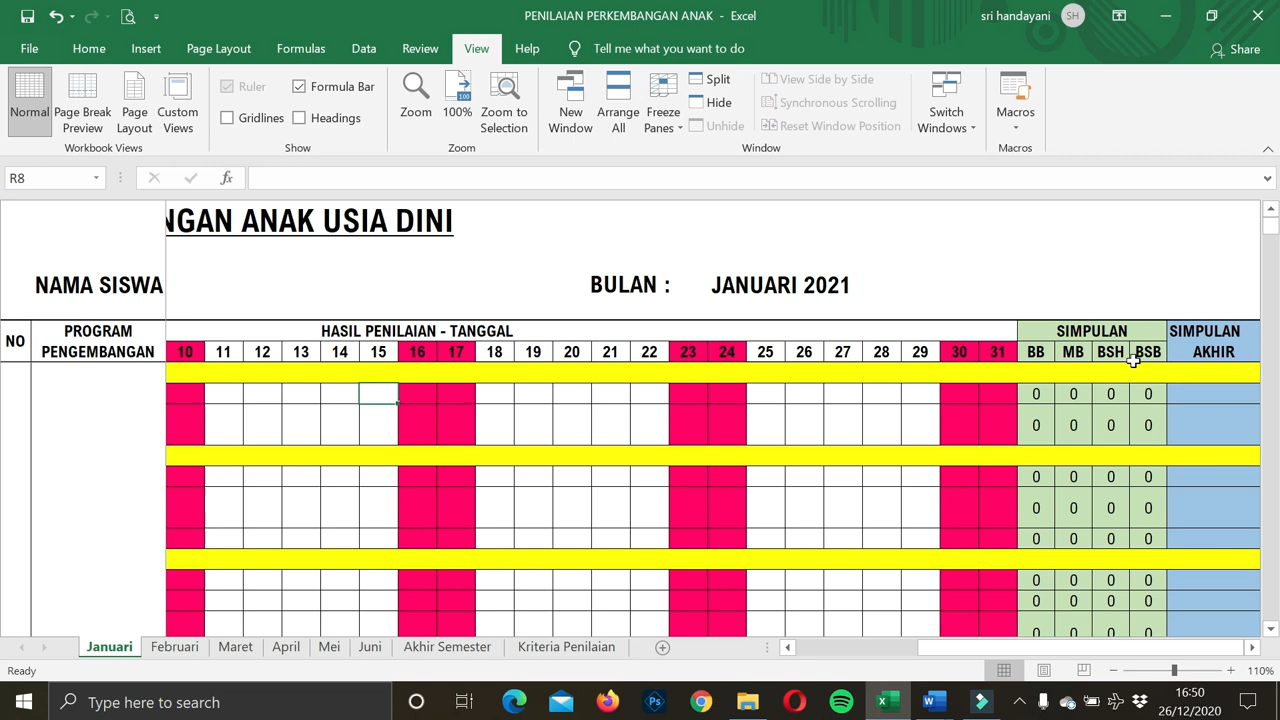 PENILAIAN PERKEMBANGAN ANAK - Excel
sri handayani SH
File Home Insert Page Layout Formulas Data Review View Help Tell me what you want to do Share
Normal
Page Break Preview
Page Layout
Custom Views
Workbook Views
Ruler
Formula Bar
Gridlines
Headings
Show
Zoom
100%
Zoom to Selection
Zoom
New Window
Arrange All
Freeze Panes
Split
Hide
Unhide
View Side by Side
Synchronous Scrolling
Reset Window Position
Window
Switch Windows
Macros
Macros
R8 fx
NGAN ANAK USIA DINI
NAMA SISWA BULAN : JANUARI 2021
NO PROGRAM PENGEMBANGAN HASIL PENILAIAN - TANGGAL SIMPULAN SIMPULAN AKHIR
10 11 12 13 14 15 16 17 18 19 20 21 22 23 24 25 26 27 28 29 30 31 BB MB BSH BSB
0 0 0 0
0 0 0 0
0 0 0 0
0 0 0 0
0 0 0 0
0 0 0 0
0 0 0 0
0 0 0 0
Januari Februari Maret April Mei Juni Akhir Semester Kriteria Penilaian
Ready 110%
Type here to search
16:50
26/12/2020